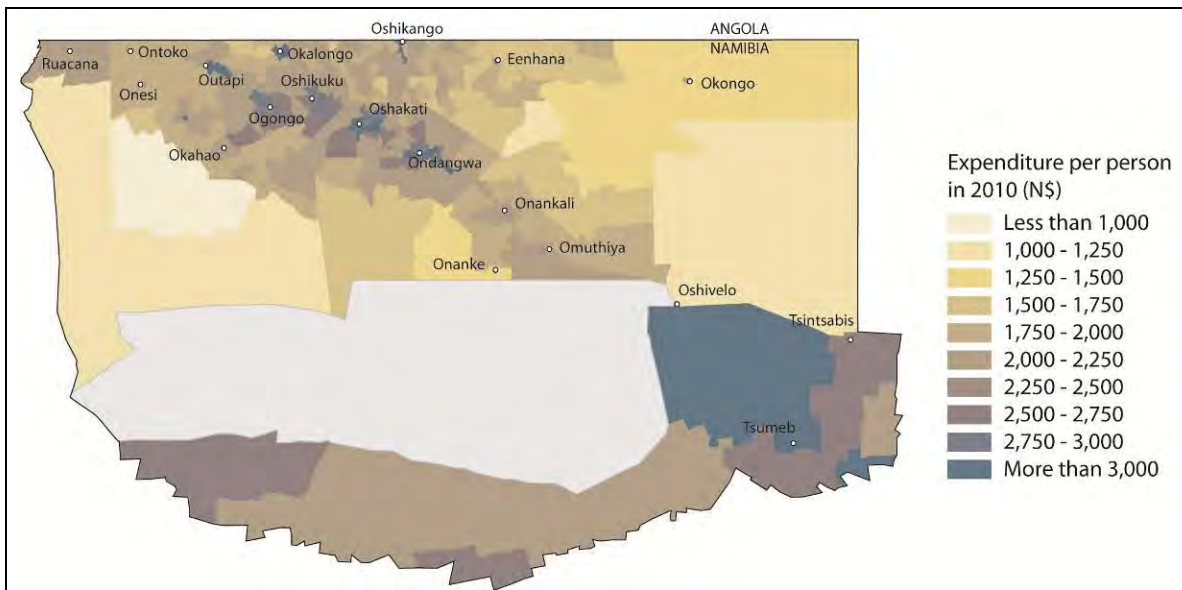 Oshikango
ANGOLA
NAMIBIA
Ruacana
Ontoko
Okalongo
Eenhana
Outapi
Oshikuku
Okongo
Onesi
Ogongo
Oshakati
Okahao
Ondangwa
Onankali
Omuthiya
Onanke
Oshivelo
Tsintsabis
Tsumeb
Expenditure per person
in 2010 (N$)
Less than 1,000
1,000 - 1,250
1,250 - 1,500
1,500 - 1,750
1,750 - 2,000
2,000 - 2,250
2,250 - 2,500
2,500 - 2,750
2,750 - 3,000
More than 3,000